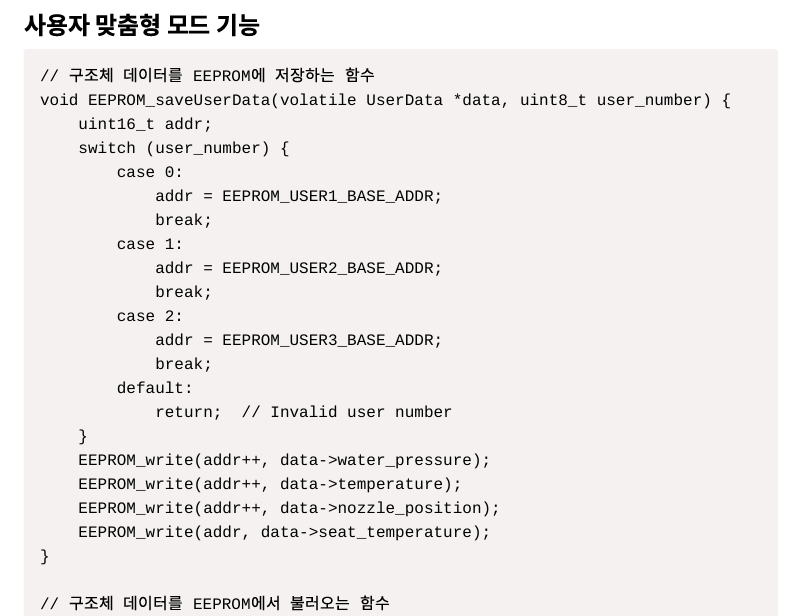 사용자 맞춤형 모드 기능
// 구조체 데이터를 EEPROM에 저장하는 함수
void EEPROM_saveUserData(volatile UserData *data, uint8_t user_number) {
    uint16_t addr;
    switch (user_number) {
        case 0:
            addr = EEPROM_USER1_BASE_ADDR;
            break;
        case 1:
            addr = EEPROM_USER2_BASE_ADDR;
            break;
        case 2:
            addr = EEPROM_USER3_BASE_ADDR;
            break;
        default:
            return;  // Invalid user number
    }
    EEPROM_write(addr++, data->water_pressure);
    EEPROM_write(addr++, data->temperature);
    EEPROM_write(addr++, data->nozzle_position);
    EEPROM_write(addr, data->seat_temperature);
}
// 구조체 데이터를 EEPROM에서 불러오는 함수